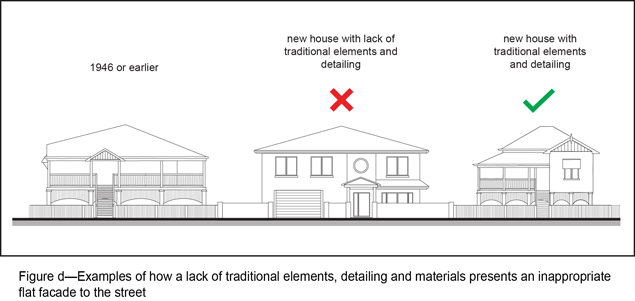 1946 or earlier
new house with lack of
traditional elements and
detailing
new house with
traditional elements
and detailing
Figure d—Examples of how a lack of traditional elements, detailing and materials presents an inappropriate
flat facade to the street